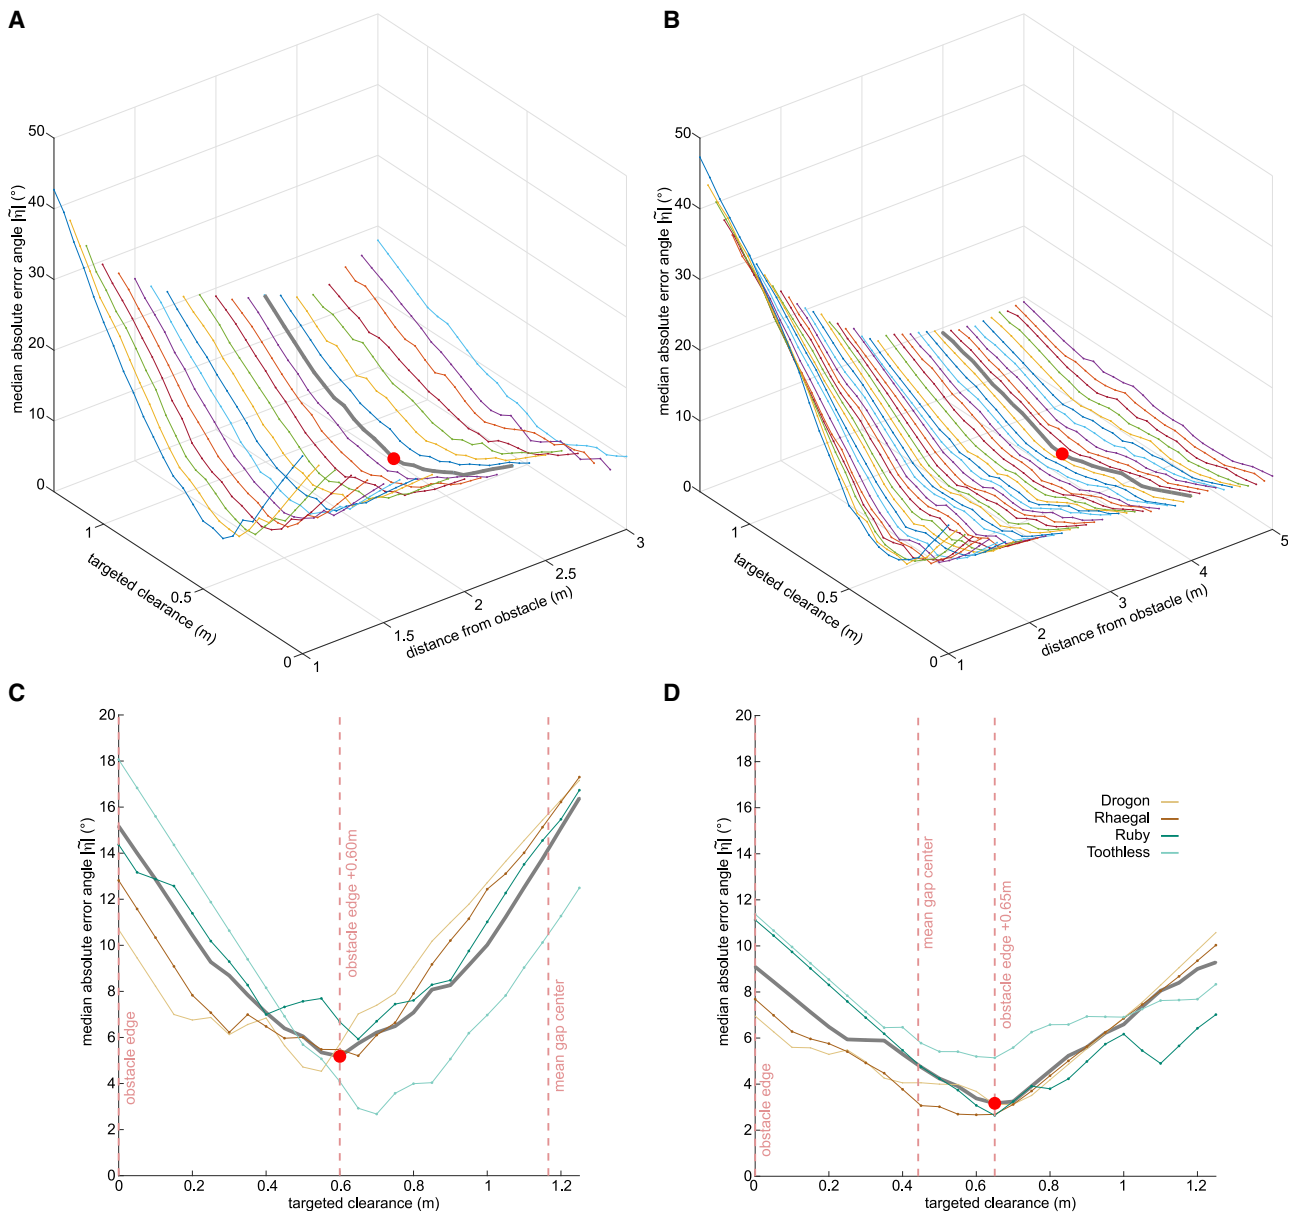 A
50
40
30
20
10
0
median absolute error angle |η̃| (°)
1
0.5
0
targeted clearance (m)
1
1.5
2
2.5
3
distance from obstacle (m)
B
50
40
30
20
10
0
median absolute error angle |η̃| (°)
1
0.5
0
targeted clearance (m)
1
2
3
4
5
distance from obstacle (m)
C
20
18
16
14
12
10
8
6
4
2
0
median absolute error angle |η̃| (°)
obstacle edge
obstacle edge +0.60m
mean gap center
0
0.2
0.4
0.6
0.8
1
1.2
targeted clearance (m)
D
20
18
16
14
12
10
8
6
4
2
0
median absolute error angle |η̃| (°)
obstacle edge
mean gap center
obstacle edge +0.65m
Drogon
Rhaegal
Ruby
Toothless
0
0.2
0.4
0.6
0.8
1
1.2
targeted clearance (m)